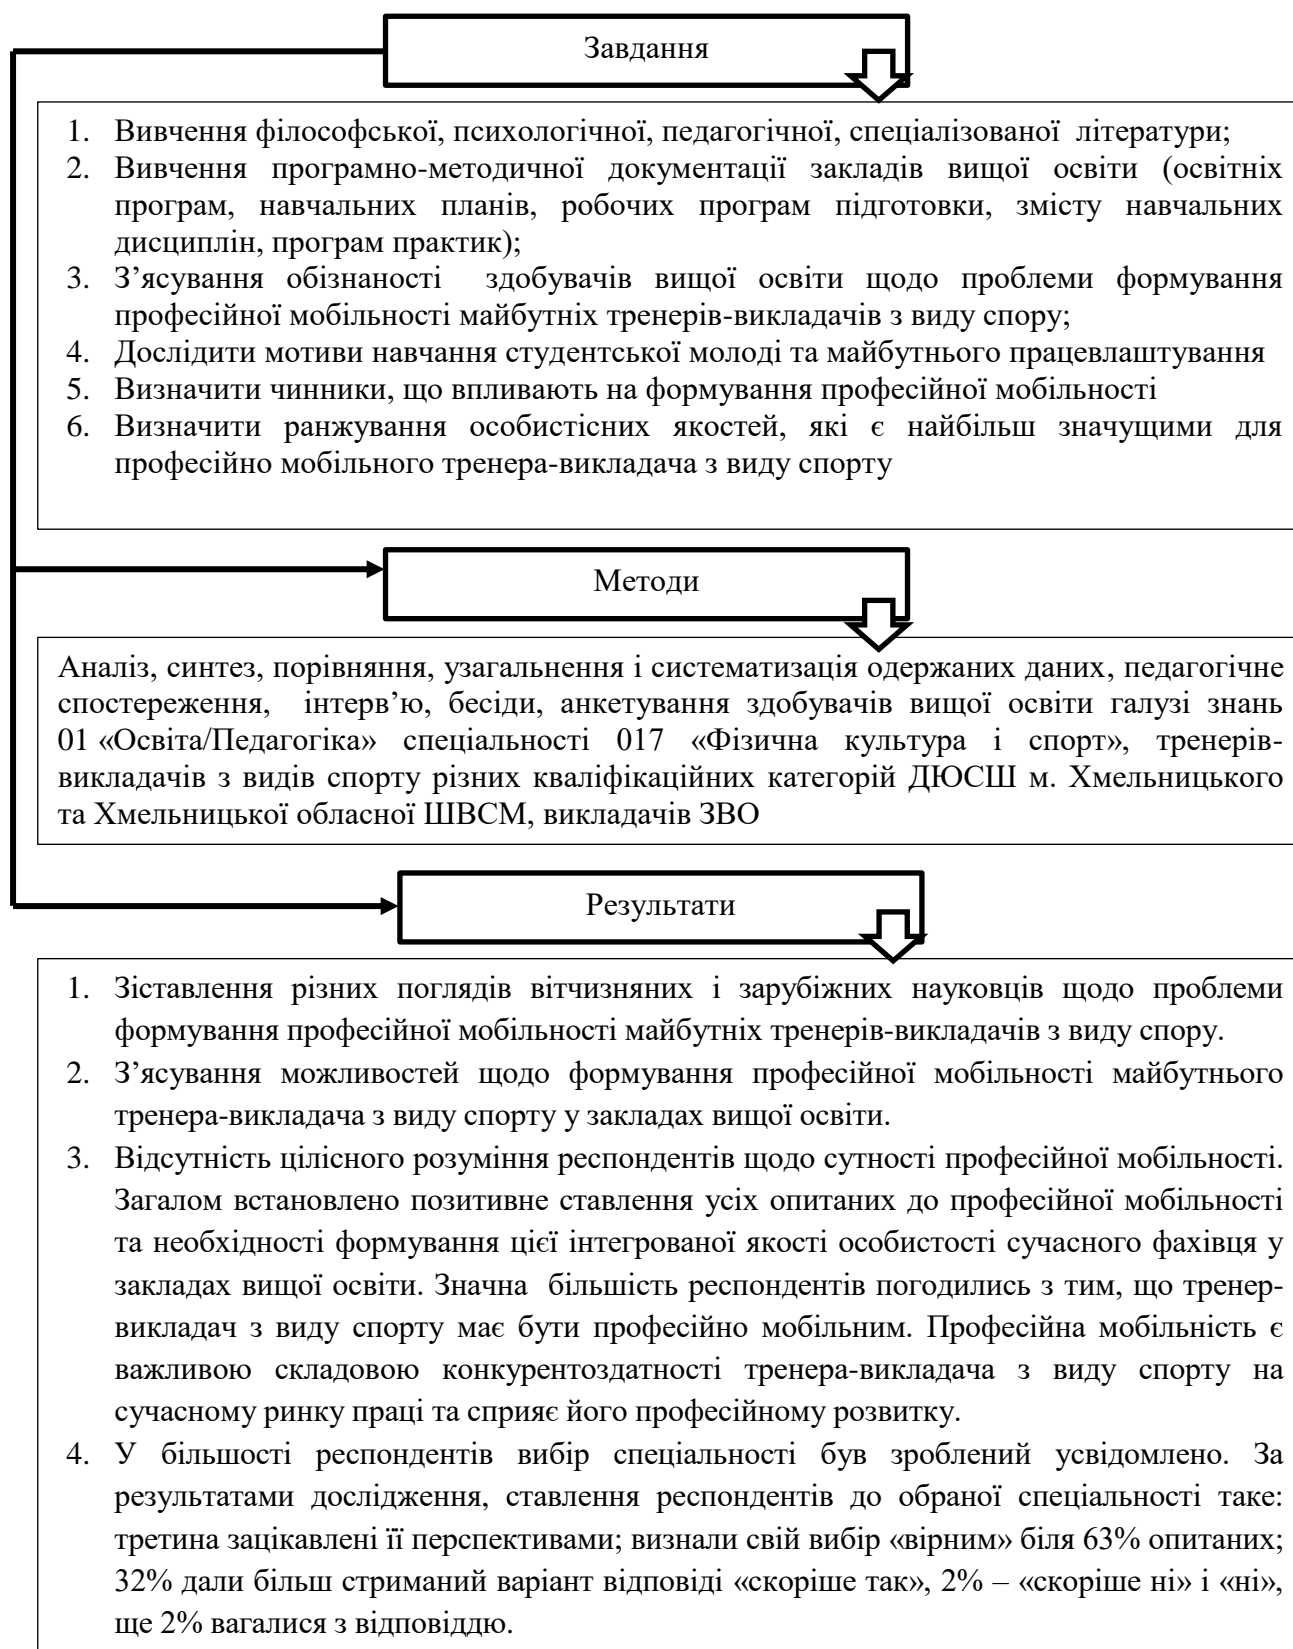 Завдання
1. Вивчення філософської, психологічної, педагогічної, спеціалізованої літератури;
2. Вивчення програмно-методичної документації закладів вищої освіти (освітніх
програм, навчальних планів, робочих програм підготовки, змісту навчальних
дисциплін, програм практик);
3. З’ясування обізнаності здобувачів вищої освіти щодо проблеми формування
професійної мобільності майбутніх тренерів-викладачів з виду спору;
4. Дослідити мотиви навчання студентської молоді та майбутнього працевлаштування
5. Визначити чинники, що впливають на формування професійної мобільності
6. Визначити ранжування особистісних якостей, які є найбільш значущими для
професійно мобільного тренера-викладача з виду спорту
Методи
Аналіз, синтез, порівняння, узагальнення і систематизація одержаних даних, педагогічне
спостереження, інтерв’ю, бесіди, анкетування здобувачів вищої освіти галузі знань
01 «Освіта/Педагогіка» спеціальності 017 «Фізична культура і спорт», тренерів-
викладачів з видів спорту різних кваліфікаційних категорій ДЮСШ м. Хмельницького
та Хмельницької обласної ШВСМ, викладачів ЗВО
Результати
1. Зіставлення різних поглядів вітчизняних і зарубіжних науковців щодо проблеми
формування професійної мобільності майбутніх тренерів-викладачів з виду спору.
2. З’ясування можливостей щодо формування професійної мобільності майбутнього
тренера-викладача з виду спорту у закладах вищої освіти.
3. Відсутність цілісного розуміння респондентів щодо сутності професійної мобільності.
Загалом встановлено позитивне ставлення усіх опитаних до професійної мобільності
та необхідності формування цієї інтегрованої якості особистості сучасного фахівця у
закладах вищої освіти. Значна більшість респондентів погодились з тим, що тренер-
викладач з виду спорту має бути професійно мобільним. Професійна мобільність є
важливою складовою конкурентоздатності тренера-викладача з виду спорту на
сучасному ринку праці та сприяє його професійному розвитку.
4. У більшості респондентів вибір спеціальності був зроблений усвідомлено. За
результатами дослідження, ставлення респондентів до обраної спеціальності таке:
третина зацікавлені її перспективами; визнали свій вибір «вірним» біля 63% опитаних;
32% дали більш стриманий варіант відповіді «скоріше так», 2% – «скоріше ні» і «ні»,
ще 2% вагалися з відповіддю.